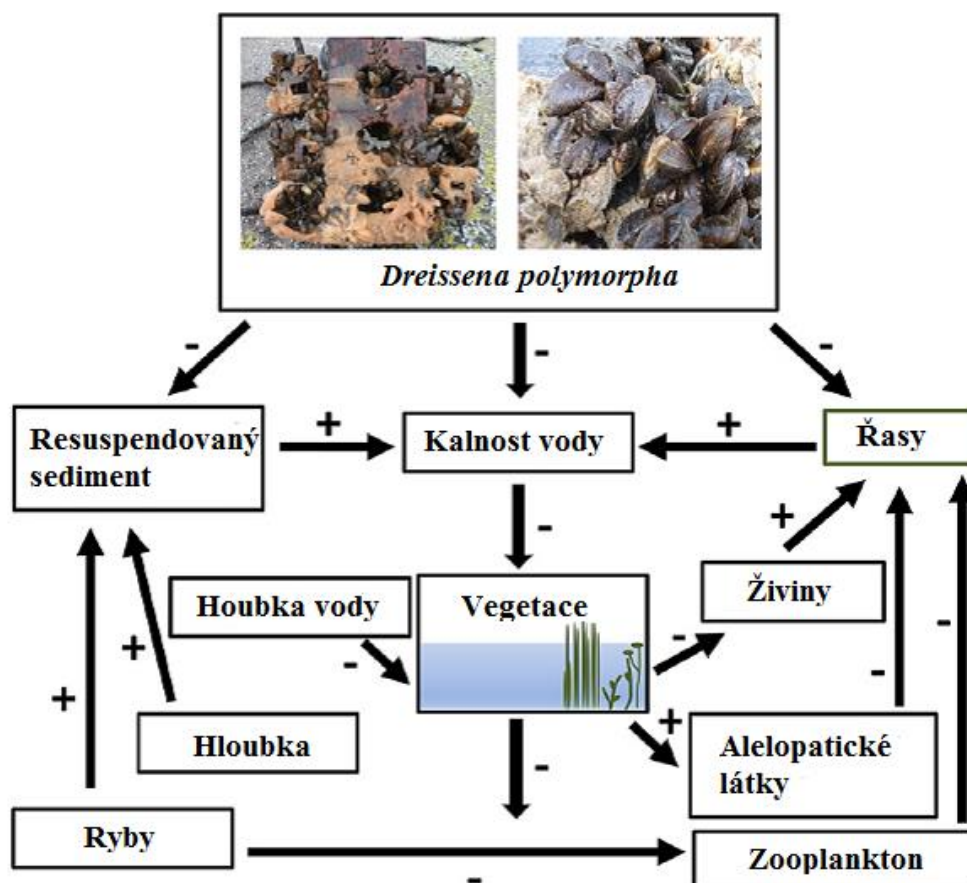 Dreissena polymorpha
-
-
-
Resuspendovaný
sediment
+
Kalnost vody
+
Řasy
-
+
Houbka vody
Vegetace
Živiny
-
-
-
+
+
-
+
Hloubka
-
Alelopatické
látky
Ryby
-
Zooplankton